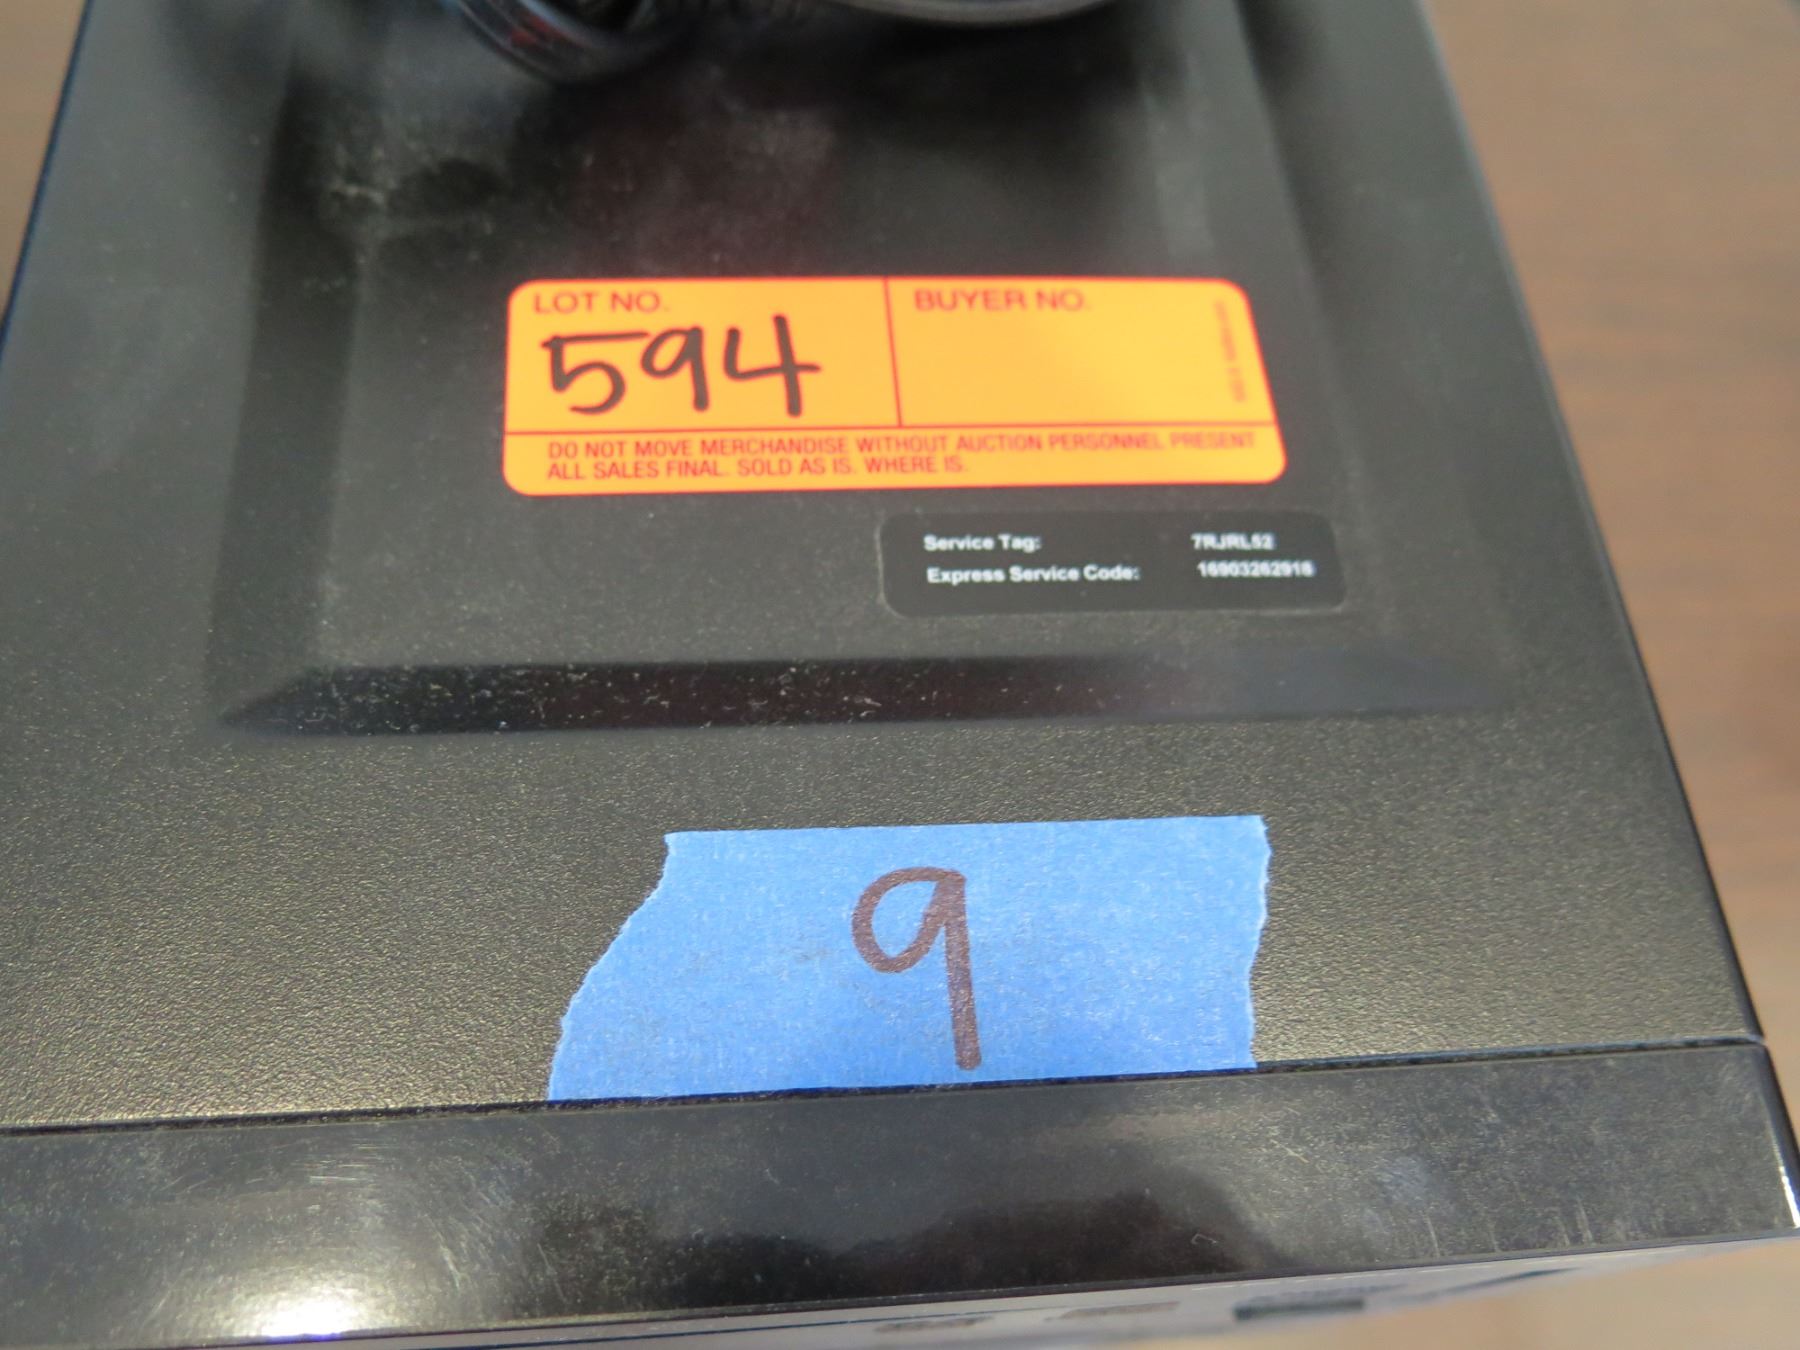 LOT NO.
594
BUYER NO.
DO NOT MOVE MERCHANDISE WITHOUT AUCTION PERSONNEL PRESENT
ALL SALES FINAL. SOLD AS IS. WHERE IS.
Service Tag: 7RJRL52
Express Service Code: 16903262918
9